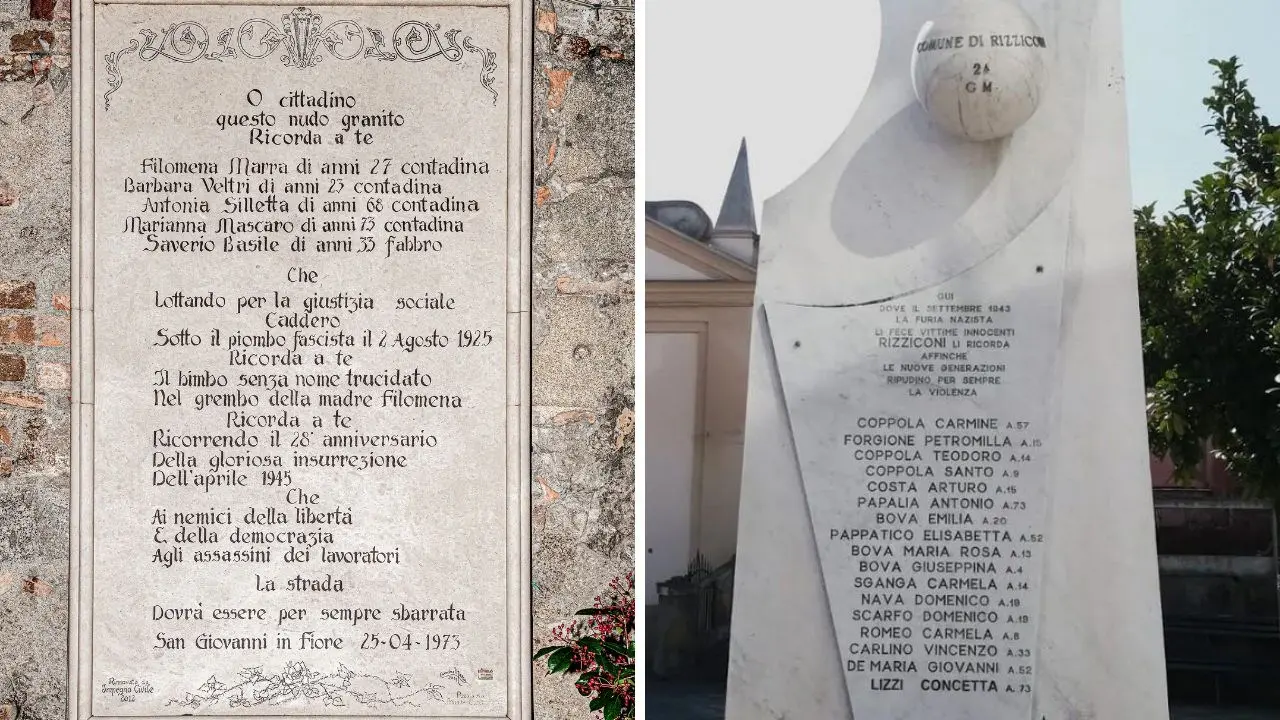 O cittadino
questo nudo granito
Ricorda a te
Filomena Marra di anni 27 contadina
Barbara Veltri di anni 23 contadina
Antonia Silletta di anni 68 contadina
Marianna Mascaro di anni 73 contadina
Saverio Basile di anni 33 fabbro
Che
Lottando per la giustizia sociale
Caddero
Sotto il piombo fascista il 2 Agosto 1925
Ricorda a te
Il bimbo senza nome trucidato
Nel grembo della madre Filomena
Ricorda a te
Ricorrendo il 28° anniversario
Della gloriosa insurrezione
Dell'aprile 1945
Che
Ai nemici della libertà
E della democrazia
Agli assassini dei lavoratori
La strada
Dovrà essere per sempre sbarrata
San Giovanni in Fiore 25-04-1973
Impegno Civile
COMUNE DI RIZZICONI
2A
G M
QUI
DOVE IL SETTEMBRE 1943
LA FURIA NAZISTA
LI FECE VITTIME INNOCENTI
RIZZICONI LI RICORDA
AFFINCHE
LE NUOVE GENERAZIONI
RIPUDINO PER SEMPRE
LA VIOLENZA
COPPOLA CARMINE A.57
FORGIONE PETROMILLA A.15
COPPOLA TEODORO A.14
COPPOLA SANTO A.9
COSTA ARTURO A.15
PAPALIA ANTONIO A.73
BOVA EMILIA A.20
PAPPATICO ELISABETTA A.52
BOVA MARIA ROSA A.13
BOVA GIUSEPPINA A.4
SGANGA CARMELA A.14
NAVA DOMENICO A.19
SCARFO DOMENICO A.19
ROMEO CARMELA A.8
CARLINO VINCENZO A.33
DE MARIA GIOVANNI A.52
LIZZI CONCETTA A.73